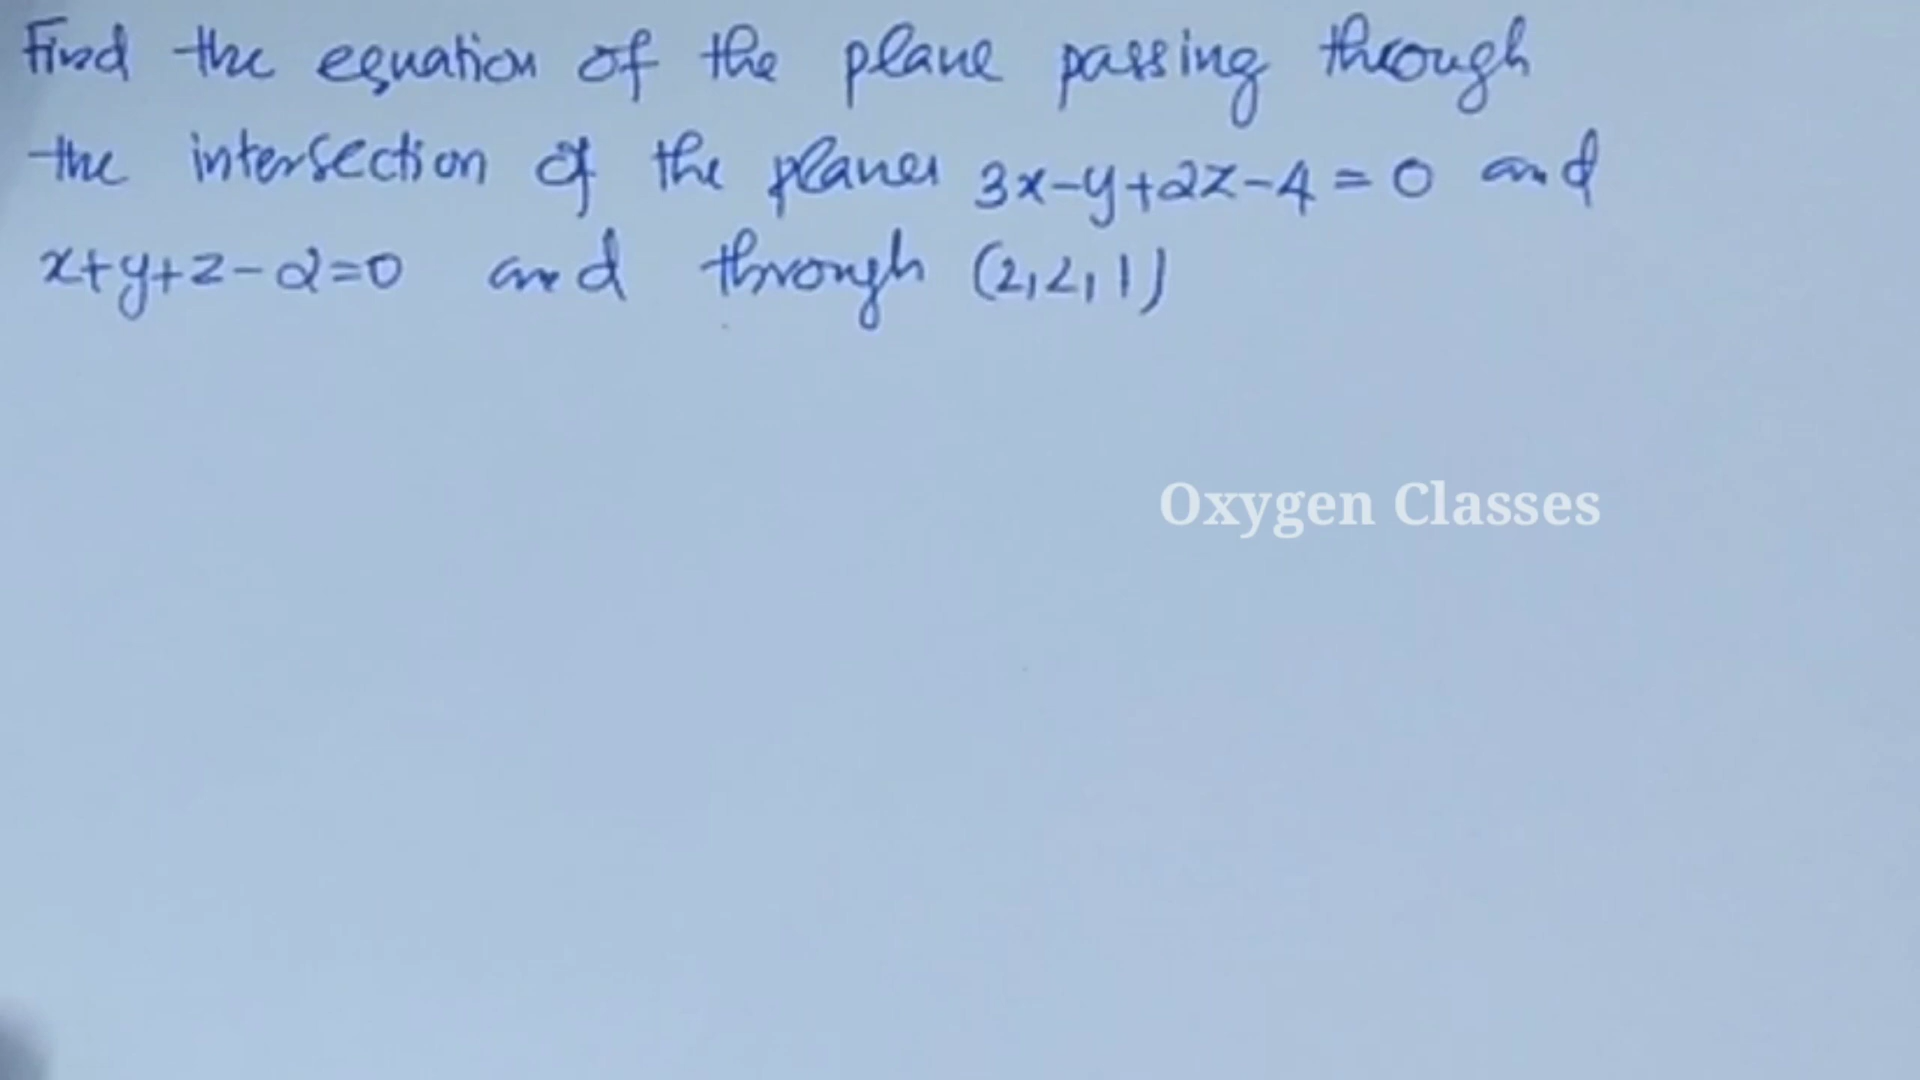 Find the equation of the plane passing through
the intersection of the planes 3x-y+2z-4=0 and
x+y+z-2=0 and through (2,2,1)
Oxygen Classes